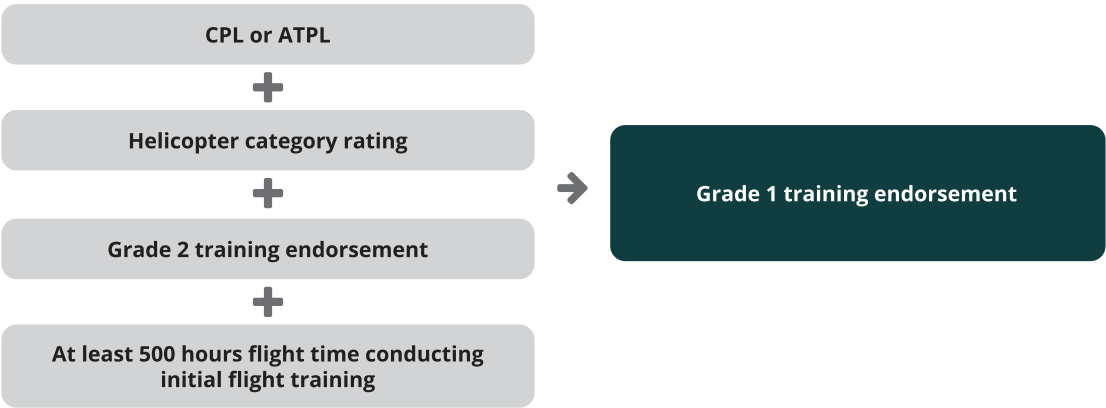 CPL or ATPL
Helicopter category rating
Grade 2 training endorsement
At least 500 hours flight time conducting
initial flight training
Grade 1 training endorsement